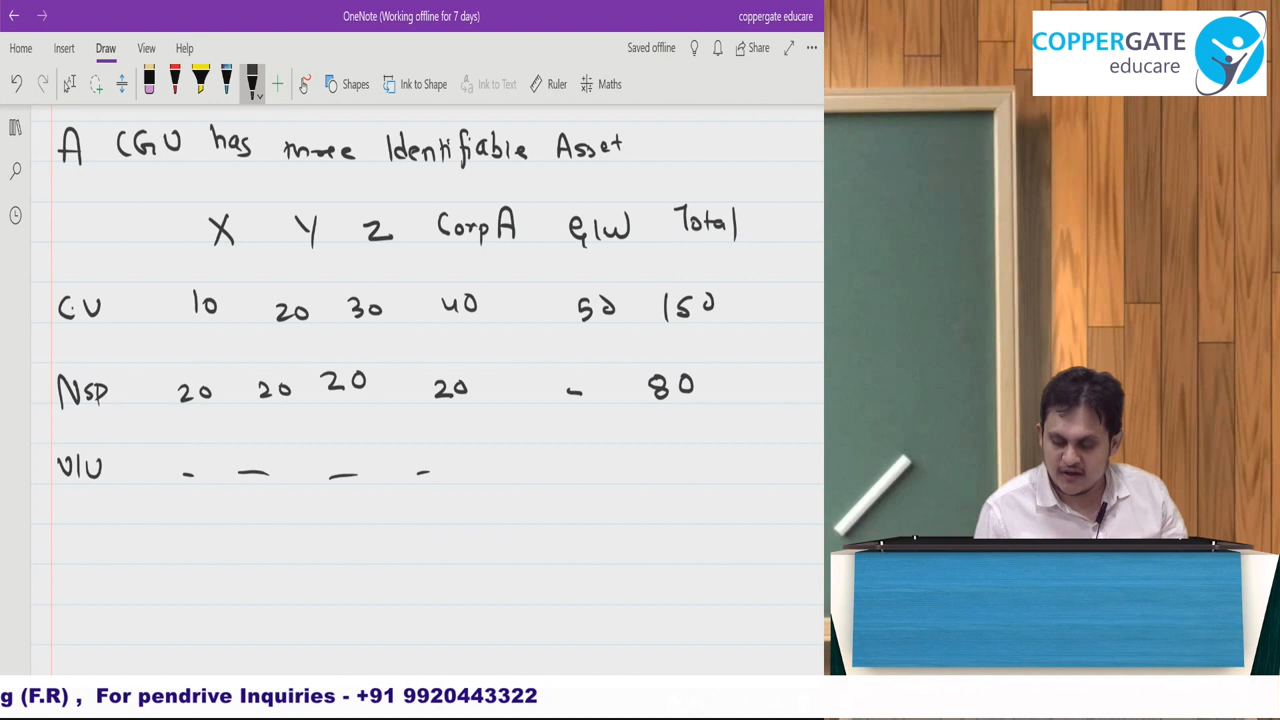 OneNote (Working offline for 7 days)
coppergate educare
Home Insert Draw View Help
Saved offline
Share
Shapes
Ink to Shape
Ink to Text
Ruler
Maths
COPPERGATE
educare
A CGU has more Identifiable Asset
X Y Z Corp A G/W Total
C.V 10 20 30 40 50 150
NSP 20 20 20 20 - 80
V/U - - - -
g (F.R) , For pendrive Inquiries - +91 9920443322